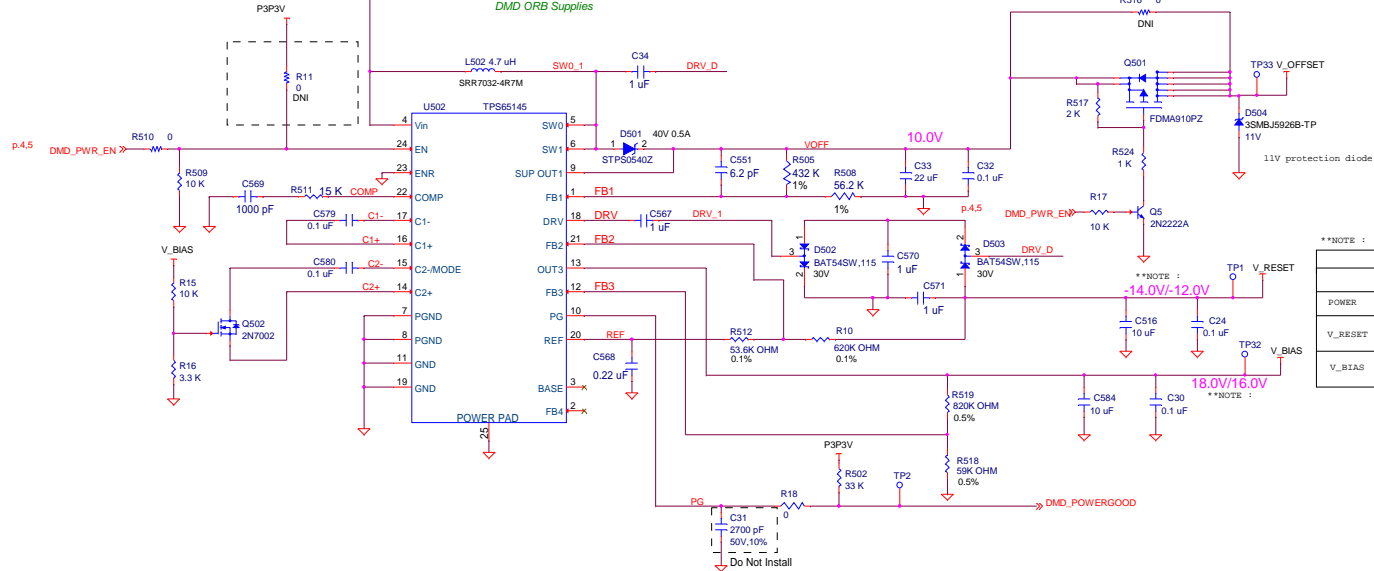 DMD ORB Supplies
P3P3V
R11
0
DNI
L502 4.7 uH
SRR7032-4R7M
SW0_1
C34
1 uF
DRV_D
0
DNI
Q501
FDMA910PZ
R517
2 K
TP33
V_OFFSET
D504
3SMBJ5926B-TP
11V
11V protection diode
R524
1 K
p.4,5
DMD_PWR_EN
R510
0
R509
10 K
C569
1000 pF
R511
15 K
COMP
C579
0.1 uF
C1-
C1+
C580
0.1 uF
C2-
C2+
V_BIAS
R15
10 K
Q502
2N7002
R16
3.3 K
U502
TPS65145
4
Vin
24
EN
23
ENR
22
COMP
17
C1-
16
C1+
15
C2-/MODE
14
C2+
7
PGND
8
PGND
11
GND
19
GND
POWER PAD
25
SW0
5
SW1
6
SUP OUT1
9
FB1
1
DRV
18
FB2
21
OUT3
13
FB3
12
PG
10
REF
20
BASE
3
FB4
2
D501
1
2
40V 0.5A
STPS0540Z
VOFF
10.0V
C551
6.2 pF
R505
432 K
1%
R508
56.2 K
1%
C33
22 uF
C32
0.1 uF
FB1
DRV
C567
1 uF
DRV_1
FB2
FB3
1
3
2
D502
BAT54SW,115
30V
C570
1 uF
2
3
1
D503
BAT54SW,115
30V
DRV_D
C571
1 uF
p.4,5
DMD_PWR_EN
R17
10 K
Q5
2N2222A
**NOTE :
-14.0V/-12.0V
TP1
V_RESET
C516
10 uF
C24
0.1 uF
REF
C568
0.22 uF
R512
53.6K OHM
0.1%
R10
620K OHM
0.1%
TP32
V_BIAS
18.0V/16.0V
**NOTE :
C584
10 uF
C30
0.1 uF
R519
820K OHM
0.5%
R518
59K OHM
0.5%
P3P3V
R502
33 K
TP2
PG
R18
0
DMD_POWERGOOD
C31
2700 pF
50V,10%
Do Not Install
**NOTE :
POWER
V_RESET
V_BIAS